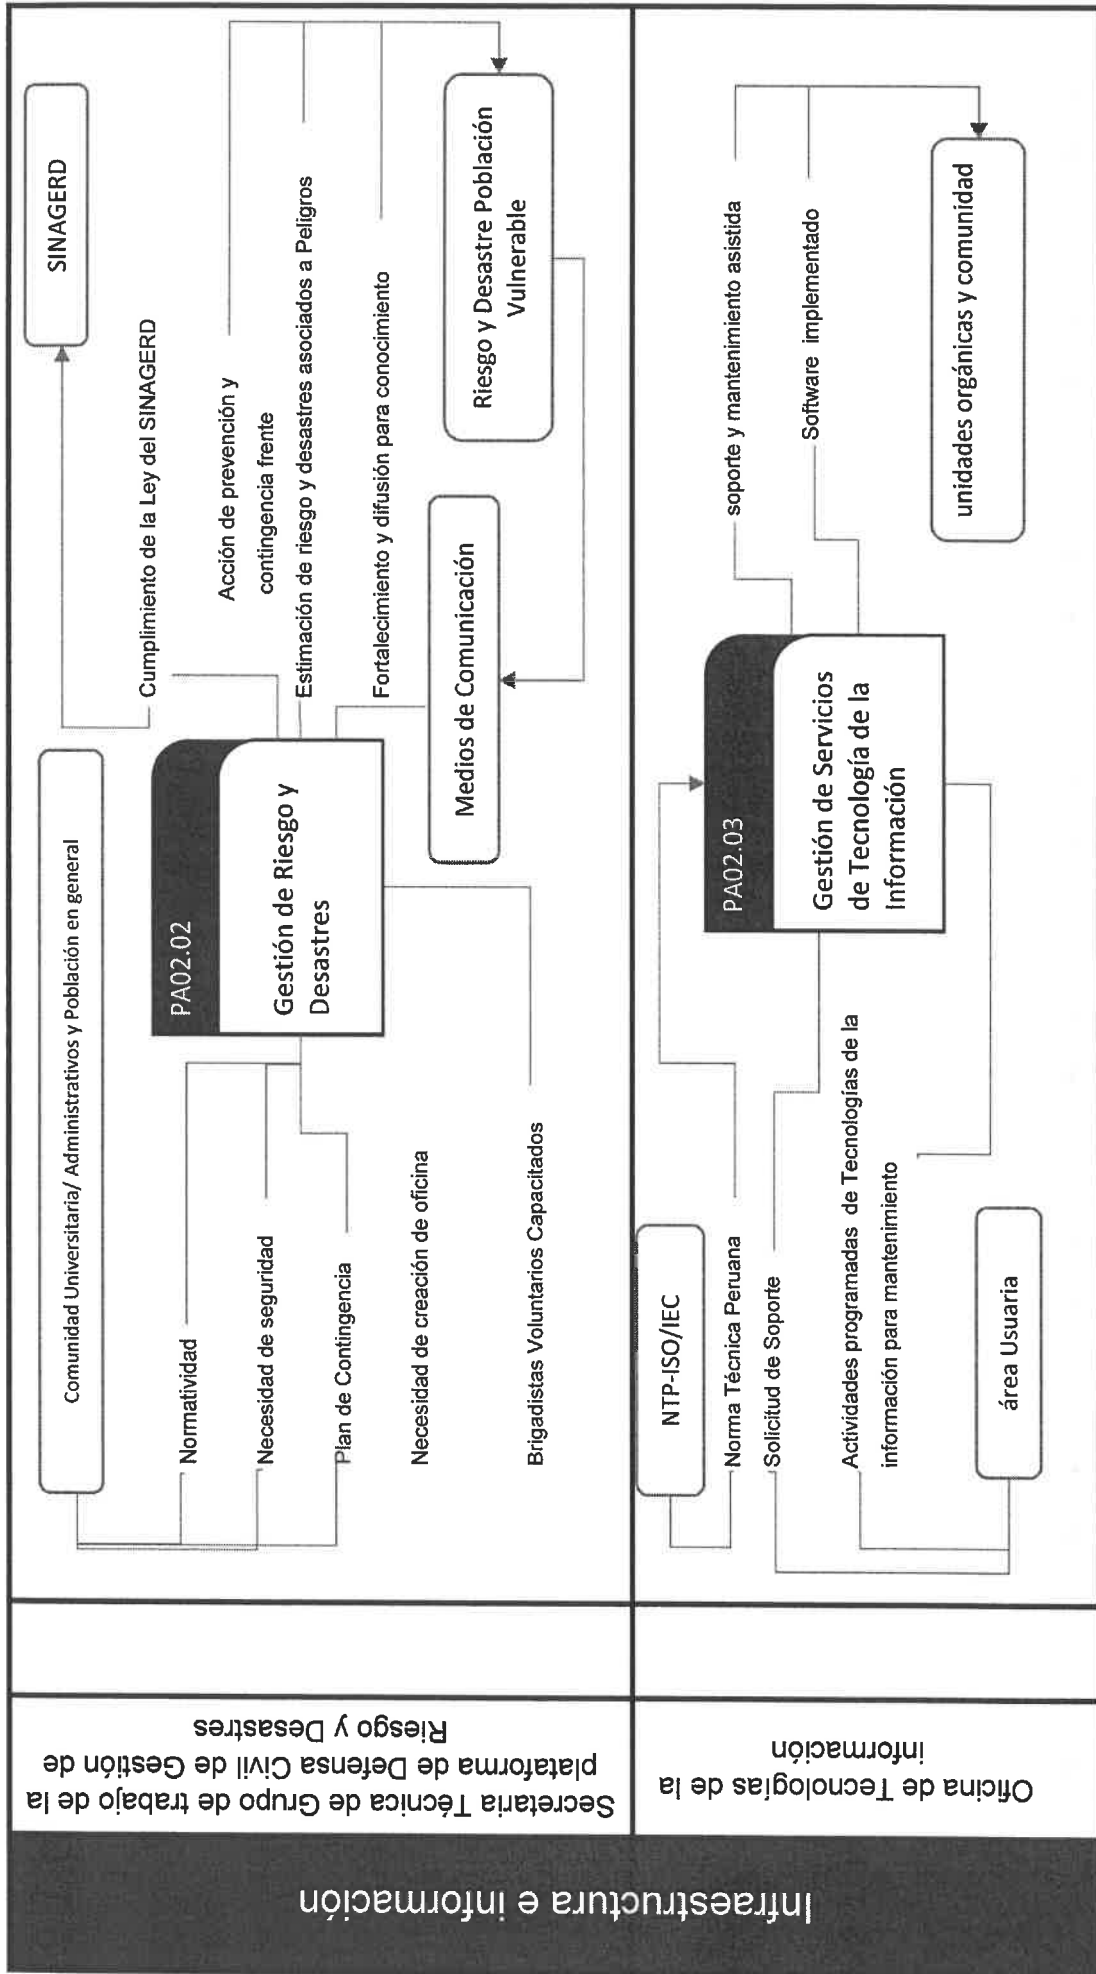 Infraestructura e información
Secretaria Técnica de Grupo de trabajo de la
plataforma de Defensa Civil de Gestión de
Riesgo y Desastres
Comunidad Universitaria/ Administrativos y Población en general
Normatividad
Necesidad de seguridad
Plan de Contingencia
Necesidad de creación de oficina
Brigadistas Voluntarios Capacitados
PA02.02
Gestión de Riesgo y
Desastres
SINAGERD
Cumplimiento de la Ley del SINAGERD
Acción de prevención y
contingencia frente
Estimación de riesgo y desastres asociados a Peligros
Fortalecimiento y difusión para conocimiento
Medios de Comunicación
Riesgo y Desastre Población
Vulnerable
Oficina de Tecnologías de la
información
NTP-ISO/IEC
Norma Técnica Peruana
Solicitud de Soporte
Actividades programadas de Tecnologías de la
información para mantenimiento
área Usuaria
PA02.03
Gestión de Servicios
de Tecnología de la
Información
soporte y mantenimiento asistida
Software implementado
unidades orgánicas y comunidad